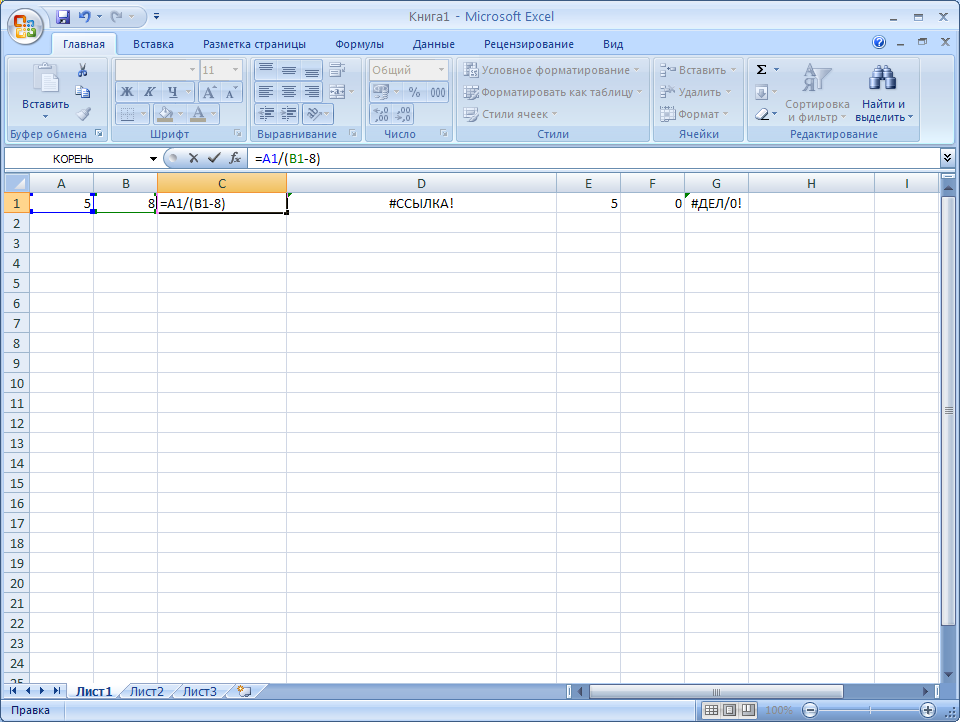 Книга1 - Microsoft Excel
Главная Вставка Разметка страницы Формулы Данные Рецензирование Вид
Вставить
Буфер обмена
11
Ж К Ч
Шрифт
Выравнивание
Общий
% 000
Число
Условное форматирование
Форматировать как таблицу
Стили ячеек
Стили
Вставить
Удалить
Формат
Ячейки
Σ
Сортировка и фильтр
Найти и выделить
Редактирование
КОРЕНЬ fx =A1/(B1-8)
A B C D E F G H I
1 5 8 =A1/(B1-8) #ССЫЛКА! 5 0 #ДЕЛ/0!
2
3
4
5
6
7
8
9
10
11
12
13
14
15
16
17
18
19
20
21
22
23
24
25
Лист1 Лист2 Лист3
Правка 100%